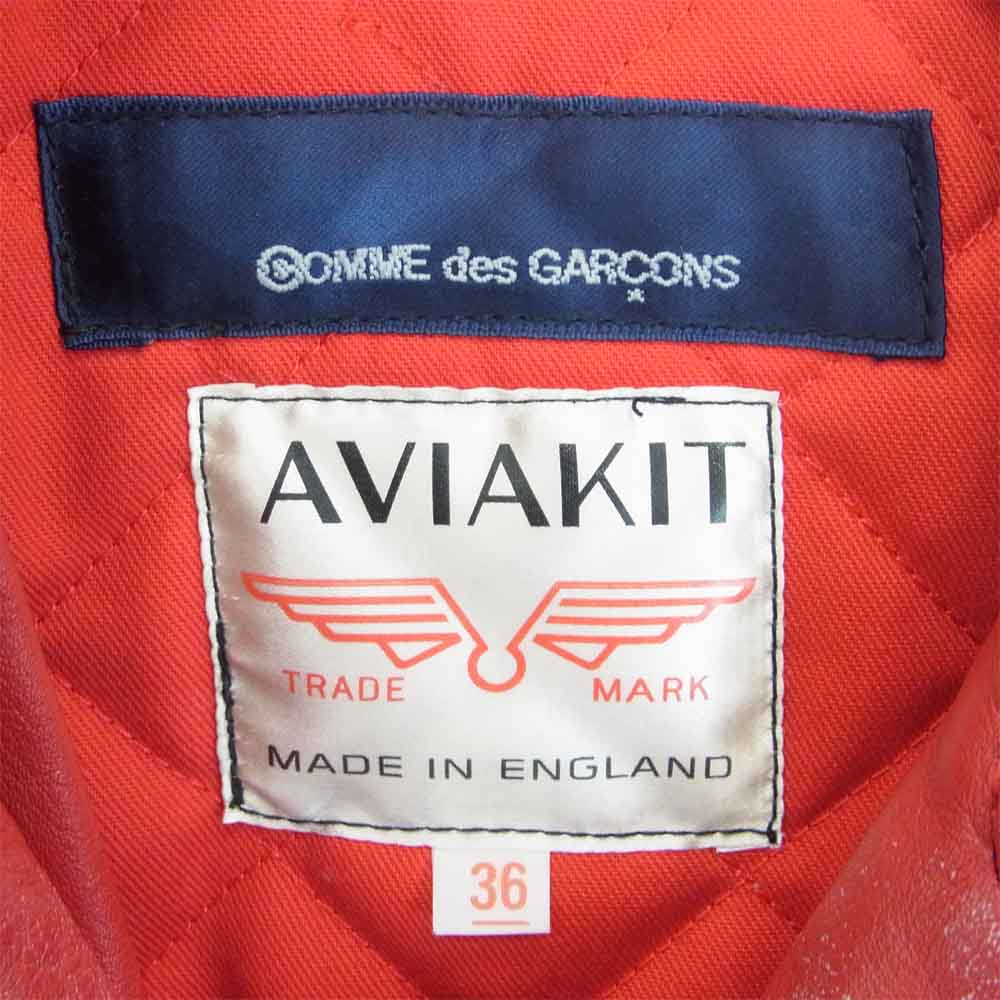 COMME des GARÇONS
AVIAKIT
TRADE MARK
MADE IN ENGLAND
36